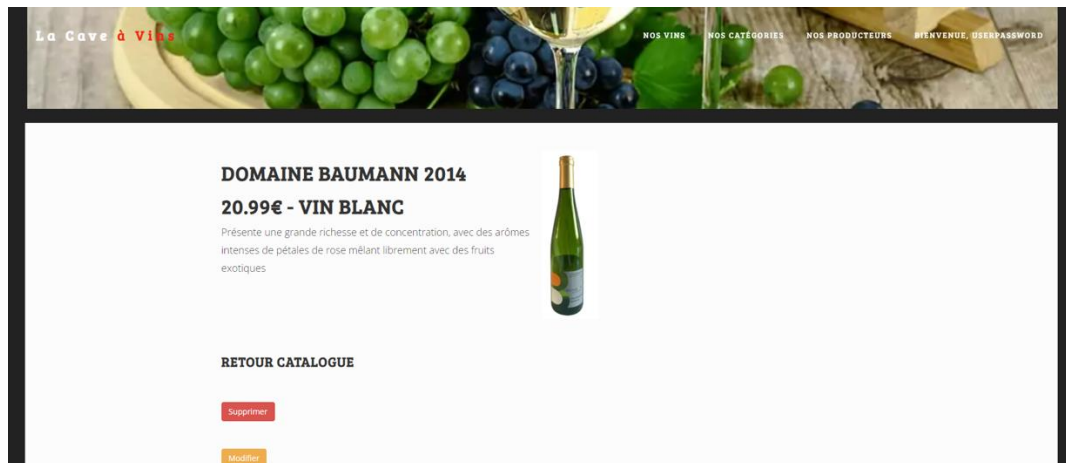 La Cave à Vins
NOS VINS NOS CATÉGORIES NOS PRODUCTEURS BIENVENUE, USERPASSWORD
DOMAINE BAUMANN 2014
20.99€ - VIN BLANC
Présente une grande richesse et de concentration, avec des arômes
intenses de pétales de rose mêlant librement avec des fruits
exotiques
RETOUR CATALOGUE
Supprimer
Modifier